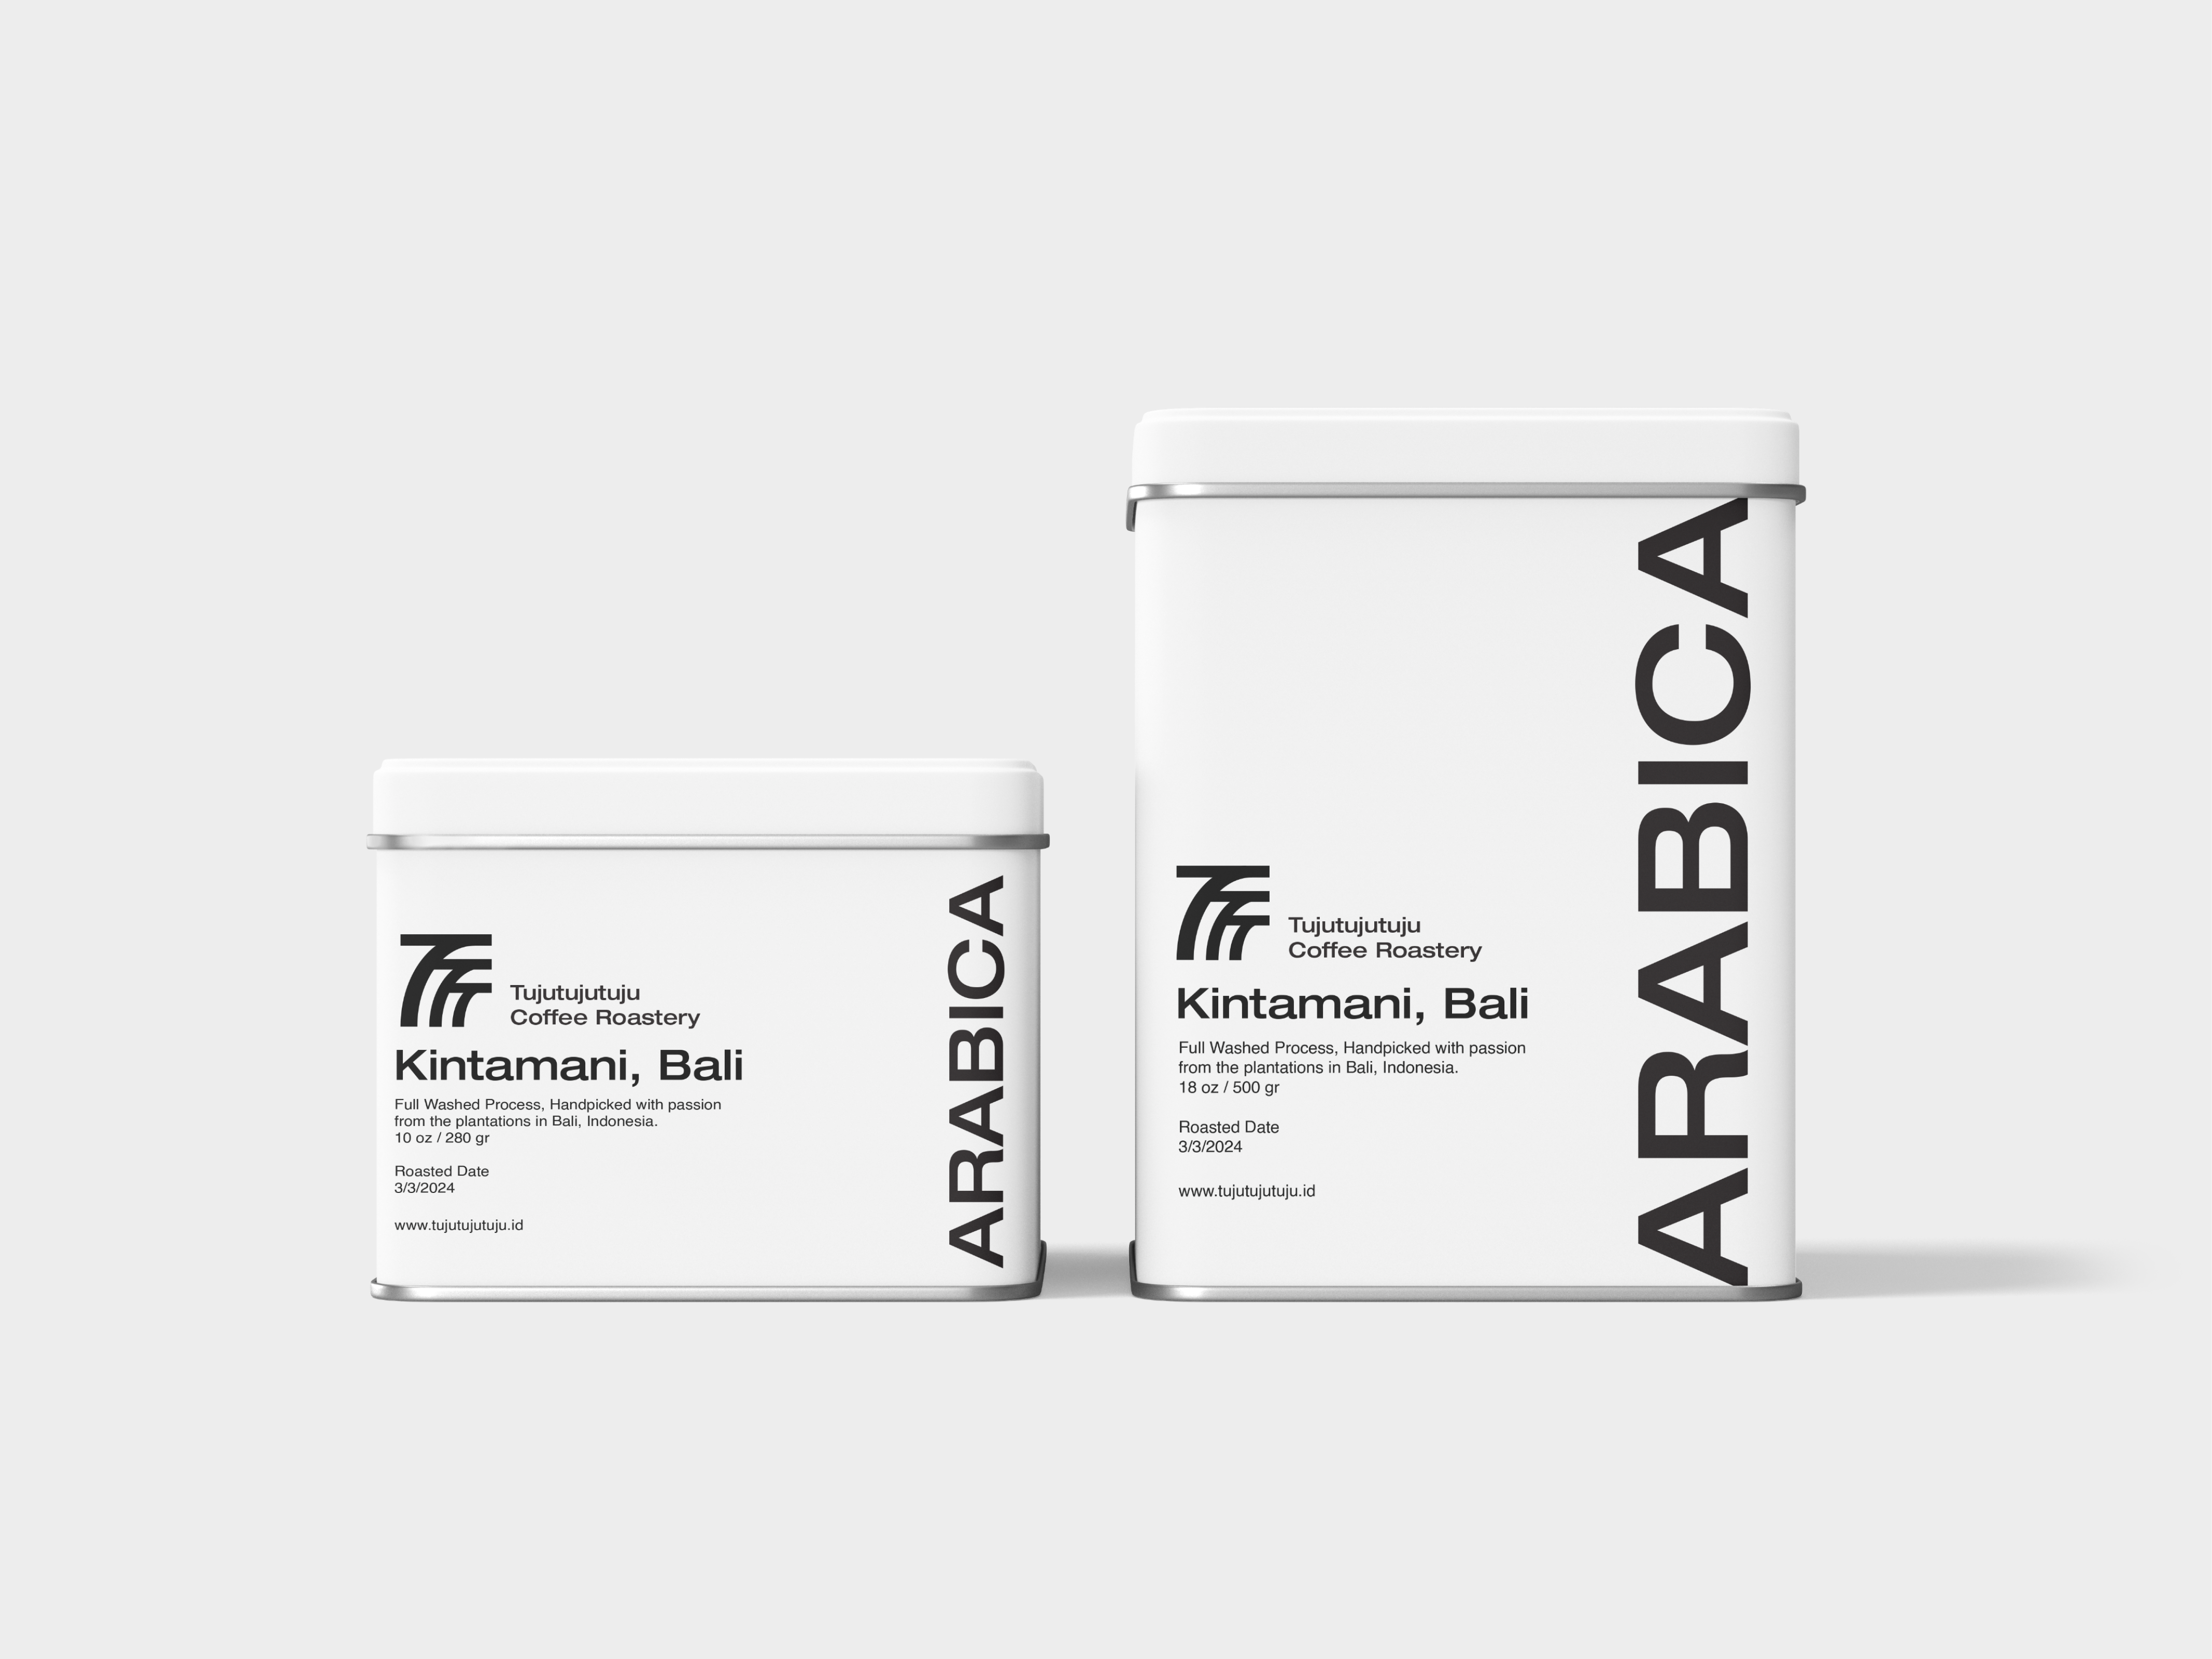 Tujutujutuju
Coffee Roastery
Kintamani, Bali
Full Washed Process, Handpicked with passion
from the plantations in Bali, Indonesia.
10 oz / 280 gr
Roasted Date
3/3/2024
www.tujutujutuju.id
ARABICA
Tujutujutuju
Coffee Roastery
Kintamani, Bali
Full Washed Process, Handpicked with passion
from the plantations in Bali, Indonesia.
18 oz / 500 gr
Roasted Date
3/3/2024
www.tujutujutuju.id
ARABICA